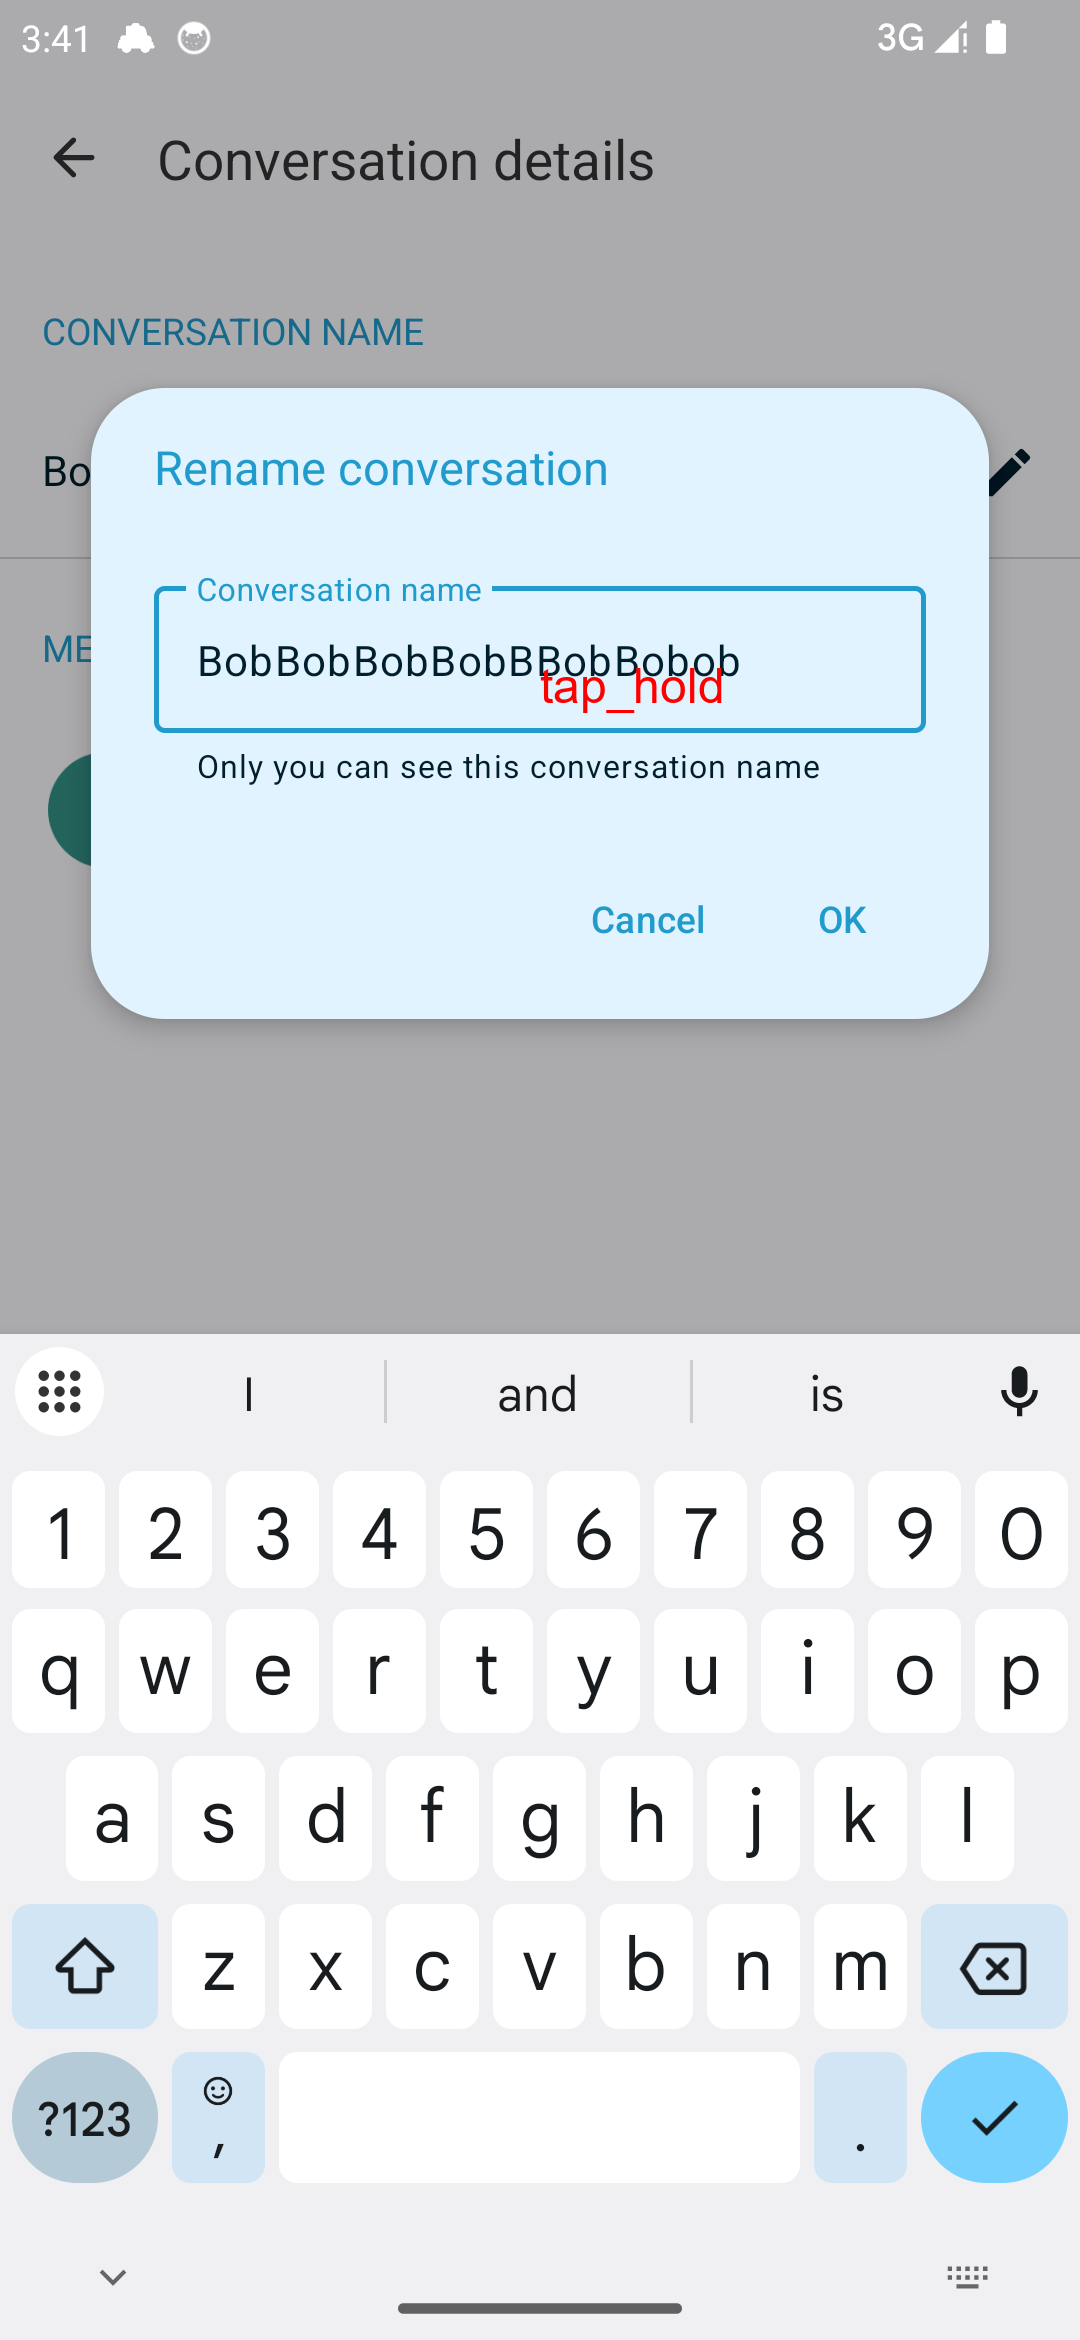 3:41
3G
Conversation details
CONVERSATION NAME
Bo
Rename conversation
Conversation name
BobBobBobBobBBobBobob
tap_hold
ME
Only you can see this conversation name
Cancel OK
I and is
1 2 3 4 5 6 7 8 9 0
q w e r t y u i o p
a s d f g h j k l
z x c v b n m
?123 , .